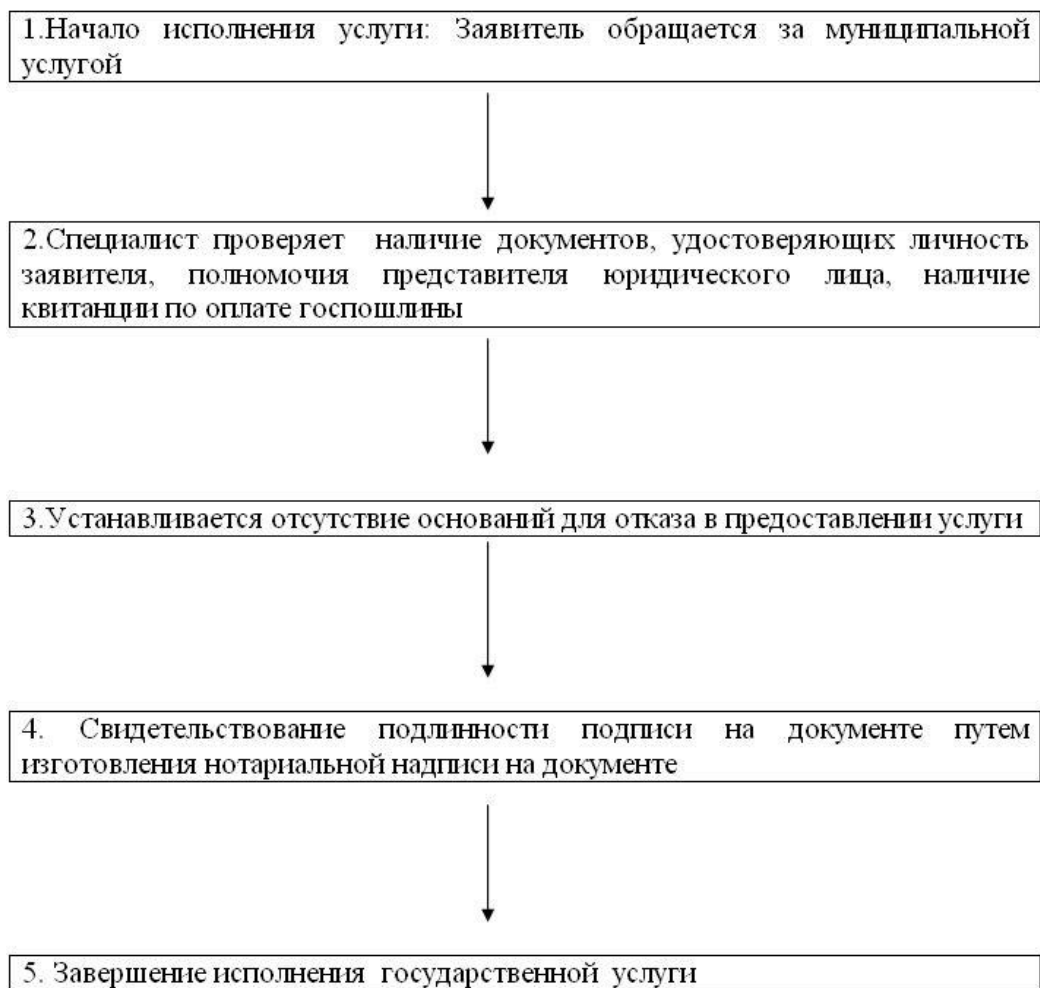 1.Начало исполнения услуги: Заявитель обращается за муниципальной
услугой
2.Специалист проверяет наличие документов, удостоверяющих личность
заявителя, полномочия представителя юридического лица, наличие
квитанции по оплате госпошлины
3.Устанавливается отсутствие оснований для отказа в предоставлении услуги
4. Свидетельствование подлинности подписи на документе путем
изготовления нотариальной надписи на документе
5. Завершение исполнения государственной услуги